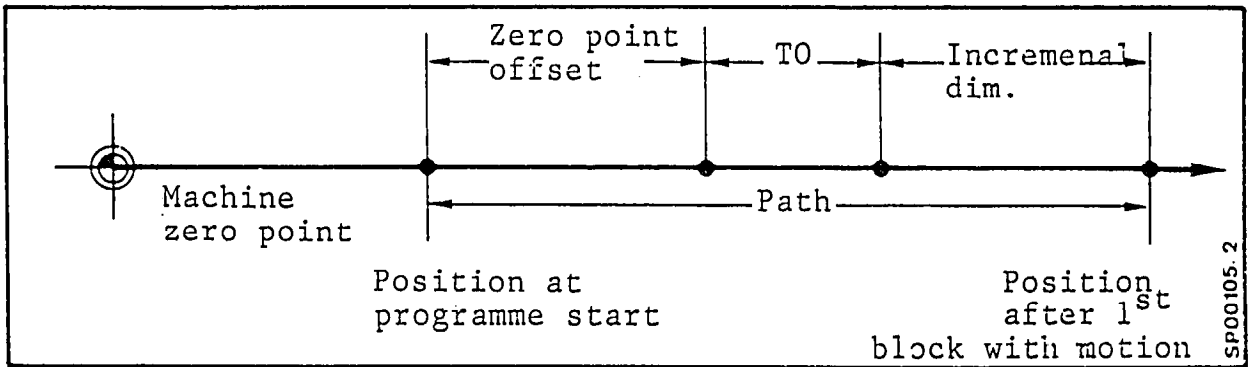 Zero point
offset
TO
Incremenal
dim.
Machine
zero point
Path
Position at
programme start
Position
after 1st
block with motion
SP00105.2